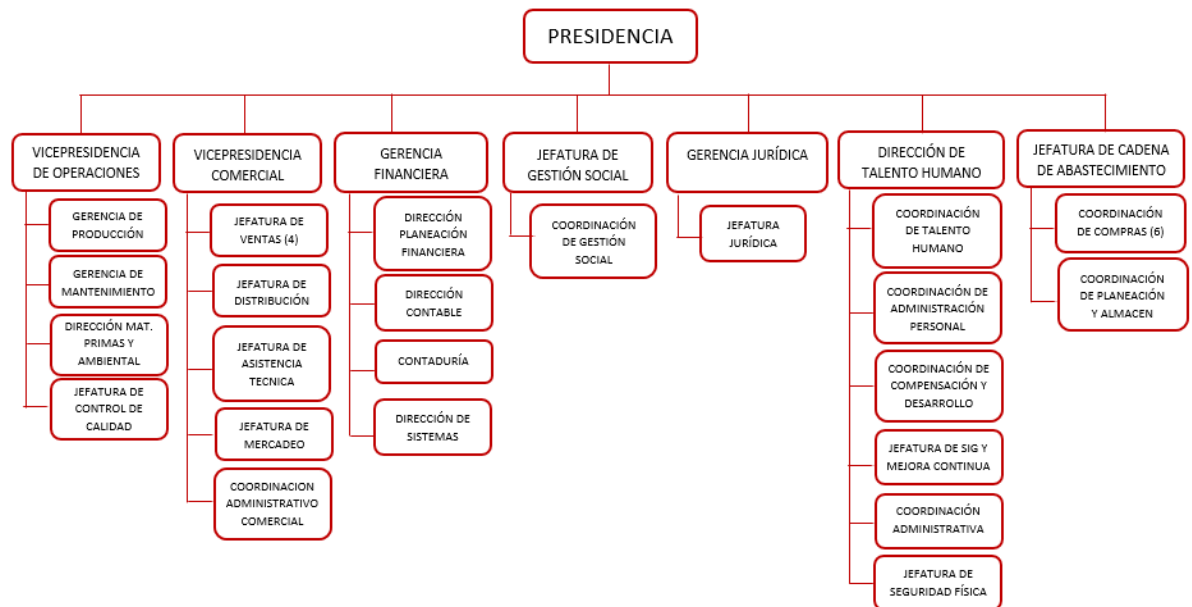 PRESIDENCIA
VICEPRESIDENCIA
DE OPERACIONES
GERENCIA DE
PRODUCCIÓN
GERENCIA DE
MANTENIMIENTO
DIRECCIÓN MAT.
PRIMAS Y
AMBIENTAL
JEFATURA DE
CONTROL DE
CALIDAD
VICEPRESIDENCIA
COMERCIAL
JEFATURA DE
VENTAS (4)
JEFATURA DE
DISTRIBUCIÓN
JEFATURA DE
ASISTENCIA
TECNICA
JEFATURA DE
MERCADEO
COORDINACION
ADMINISTRATIVO
COMERCIAL
GERENCIA
FINANCIERA
DIRECCIÓN
PLANEACIÓN
FINANCIERA
DIRECCIÓN
CONTABLE
CONTADURÍA
DIRECCIÓN DE
SISTEMAS
JEFATURA DE
GESTIÓN SOCIAL
COORDINACIÓN
DE GESTIÓN
SOCIAL
GERENCIA JURÍDICA
JEFATURA
JURÍDICA
DIRECCIÓN DE
TALENTO HUMANO
COORDINACIÓN
DE TALENTO
HUMANO
COORDINACIÓN DE
ADMINISTRACIÓN
PERSONAL
COORDINACIÓN DE
COMPENSACIÓN Y
DESARROLLO
JEFATURA DE SIG Y
MEJORA CONTINUA
COORDINACIÓN
ADMINISTRATIVA
JEFATURA DE
SEGURIDAD FÍSICA
JEFATURA DE CADENA
DE ABASTECIMIENTO
COORDINACIÓN
DE COMPRAS (6)
COORDINACIÓN
DE PLANEACIÓN
Y ALMACEN